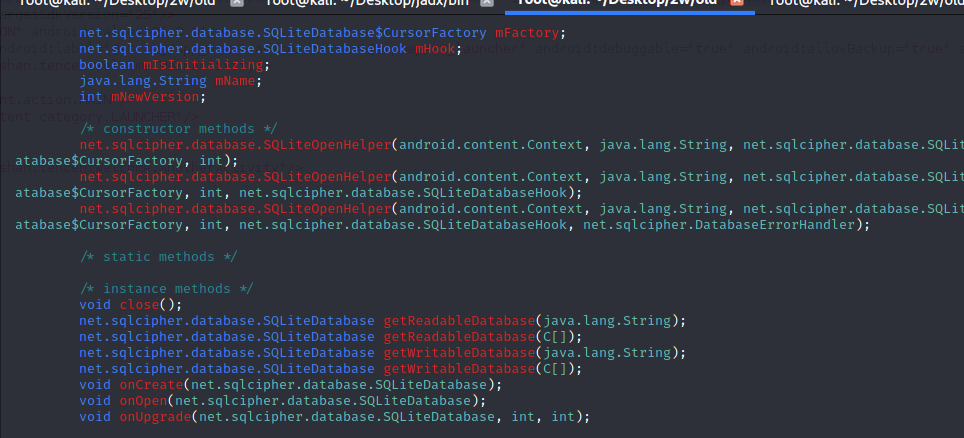 root@kali: ~/Desktop/2w/old root@kali: ~/Desktop/jadx/bin root@kali: ~/Desktop/2w/old root@kali: ~/Desktop/2w/old
net.sqlcipher.database.SQLiteDatabase$CursorFactory mFactory;
net.sqlcipher.database.SQLiteDatabaseHook mHook;
boolean mIsInitializing;
java.lang.String mName;
int mNewVersion;
/* constructor methods */
net.sqlcipher.database.SQLiteOpenHelper(android.content.Context, java.lang.String, net.sqlcipher.database.SQLit
atabase$CursorFactory, int);
net.sqlcipher.database.SQLiteOpenHelper(android.content.Context, java.lang.String, net.sqlcipher.database.SQLit
atabase$CursorFactory, int, net.sqlcipher.database.SQLiteDatabaseHook);
net.sqlcipher.database.SQLiteOpenHelper(android.content.Context, java.lang.String, net.sqlcipher.database.SQLit
atabase$CursorFactory, int, net.sqlcipher.database.SQLiteDatabaseHook, net.sqlcipher.DatabaseErrorHandler);
/* static methods */
/* instance methods */
void close();
net.sqlcipher.database.SQLiteDatabase getReadableDatabase(java.lang.String);
net.sqlcipher.database.SQLiteDatabase getReadableDatabase(C[]);
net.sqlcipher.database.SQLiteDatabase getWritableDatabase(java.lang.String);
net.sqlcipher.database.SQLiteDatabase getWritableDatabase(C[]);
void onCreate(net.sqlcipher.database.SQLiteDatabase);
void onOpen(net.sqlcipher.database.SQLiteDatabase);
void onUpgrade(net.sqlcipher.database.SQLiteDatabase, int, int);